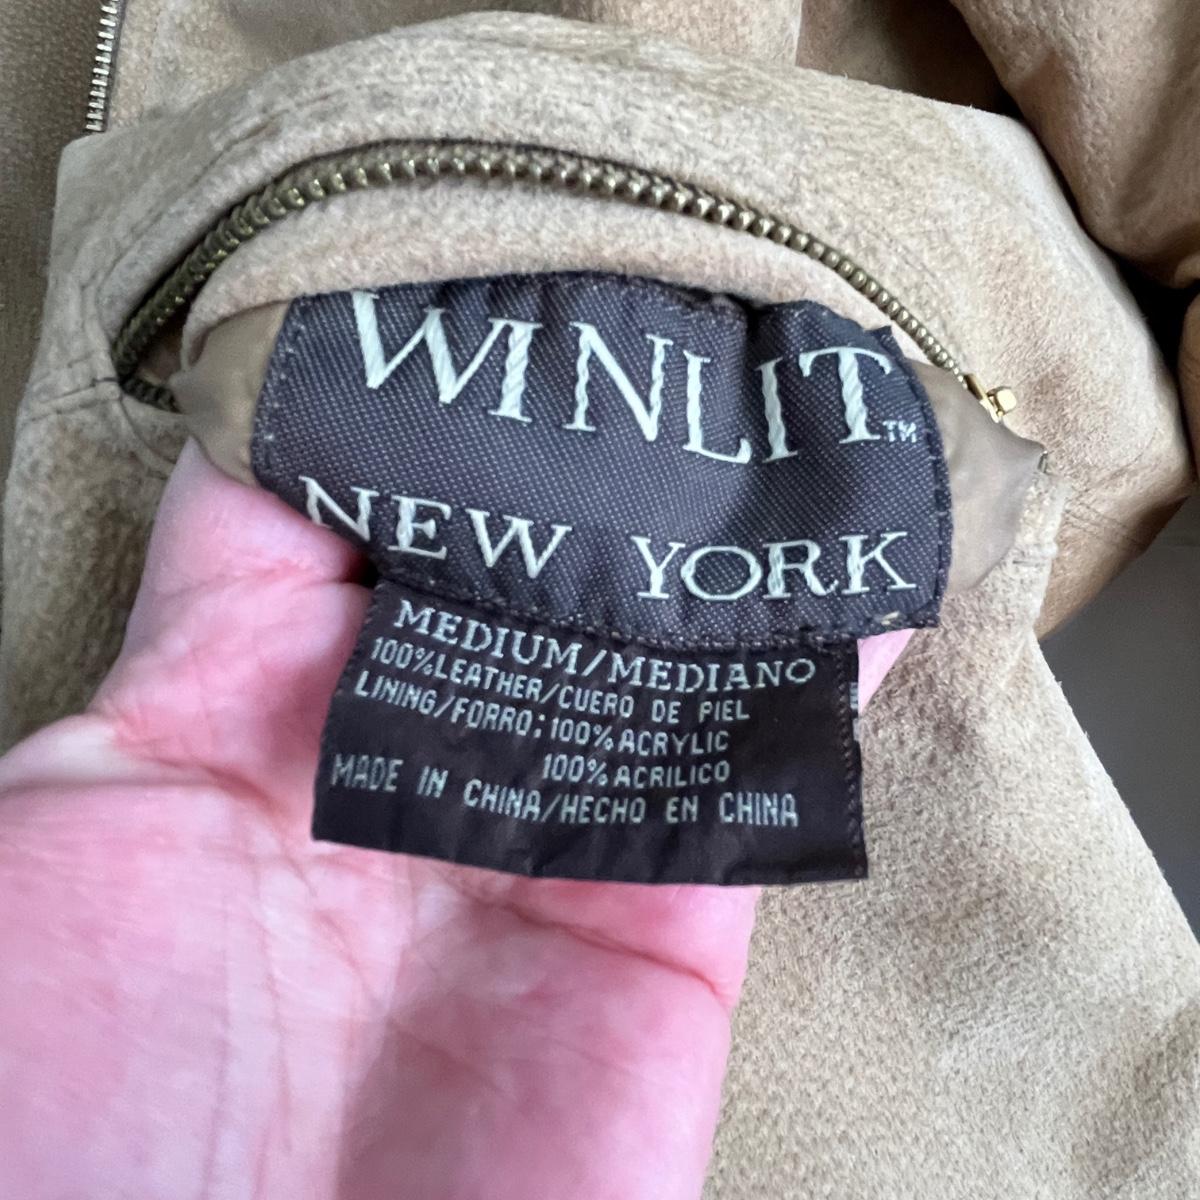 WINLIT™
NEW YORK
MEDIUM/MEDIANO
100%LEATHER/CUERO DE PIEL
LINING/FORRO:100%ACRYLIC
100%ACRILICO
MADE IN CHINA/HECHO EN CHINA